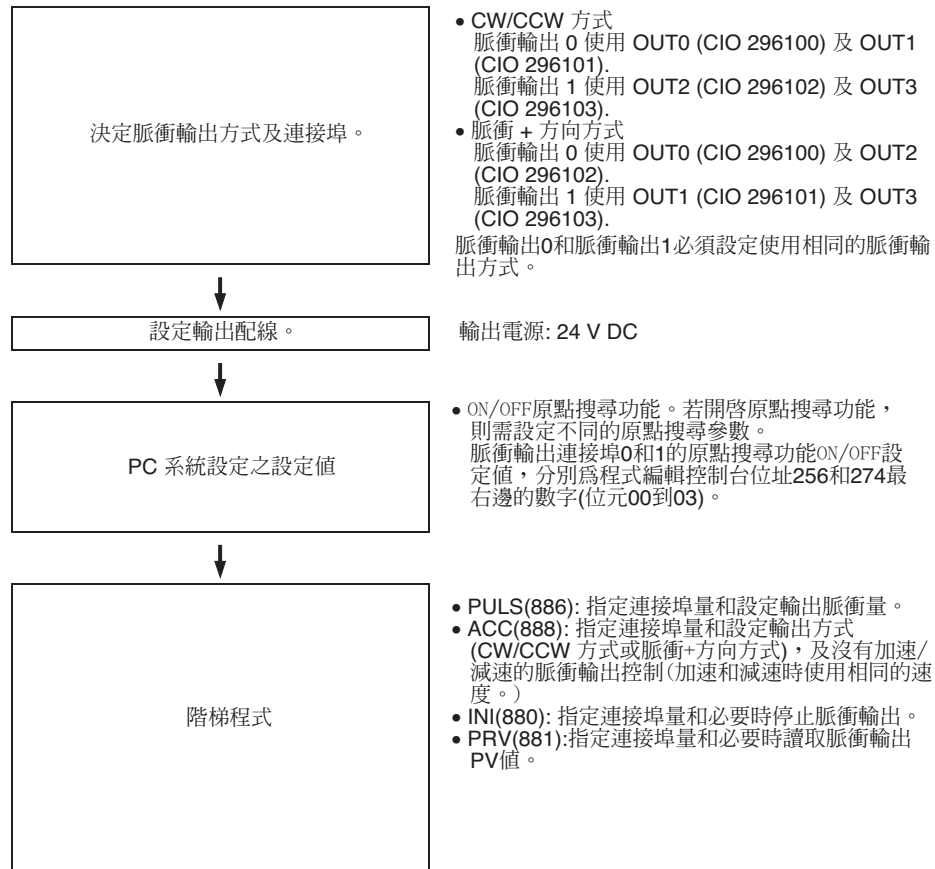 決定脈衝輸出方式及連接埠。
• CW/CCW 方式
脈衝輸出 0 使用 OUT0 (CIO 296100) 及 OUT1
(CIO 296101).
脈衝輸出 1 使用 OUT2 (CIO 296102) 及 OUT3
(CIO 296103).
• 脈衝 + 方向方式
脈衝輸出 0 使用 OUT0 (CIO 296100) 及 OUT2
(CIO 296102).
脈衝輸出 1 使用 OUT1 (CIO 296101) 及 OUT3
(CIO 296103).
脈衝輸出0和脈衝輸出1必須設定使用相同的脈衝輸
出方式。
設定輸出配線。
輸出電源: 24 V DC
PC 系統設定之設定值
• ON/OFF原點搜尋功能。若開啓原點搜尋功能，
則需設定不同的原點搜尋參數。
脈衝輸出連接埠0和1的原點搜尋功能ON/OFF設
定値，分別爲程式編輯控制台位址256和274最
右邊的數字(位元00到03)。
階梯程式
• PULS(886): 指定連接埠量和設定輸出脈衝量。
• ACC(888): 指定連接埠量和設定輸出方式
(CW/CCW 方式或脈衝+方向方式)，及沒有加速/
減速的脈衝輸出控制(加速和減速時使用相同的速
度。)
• INI(880): 指定連接埠量和必要時停止脈衝輸出。
• PRV(881):指定連接埠量和必要時讀取脈衝輸出
PV値。